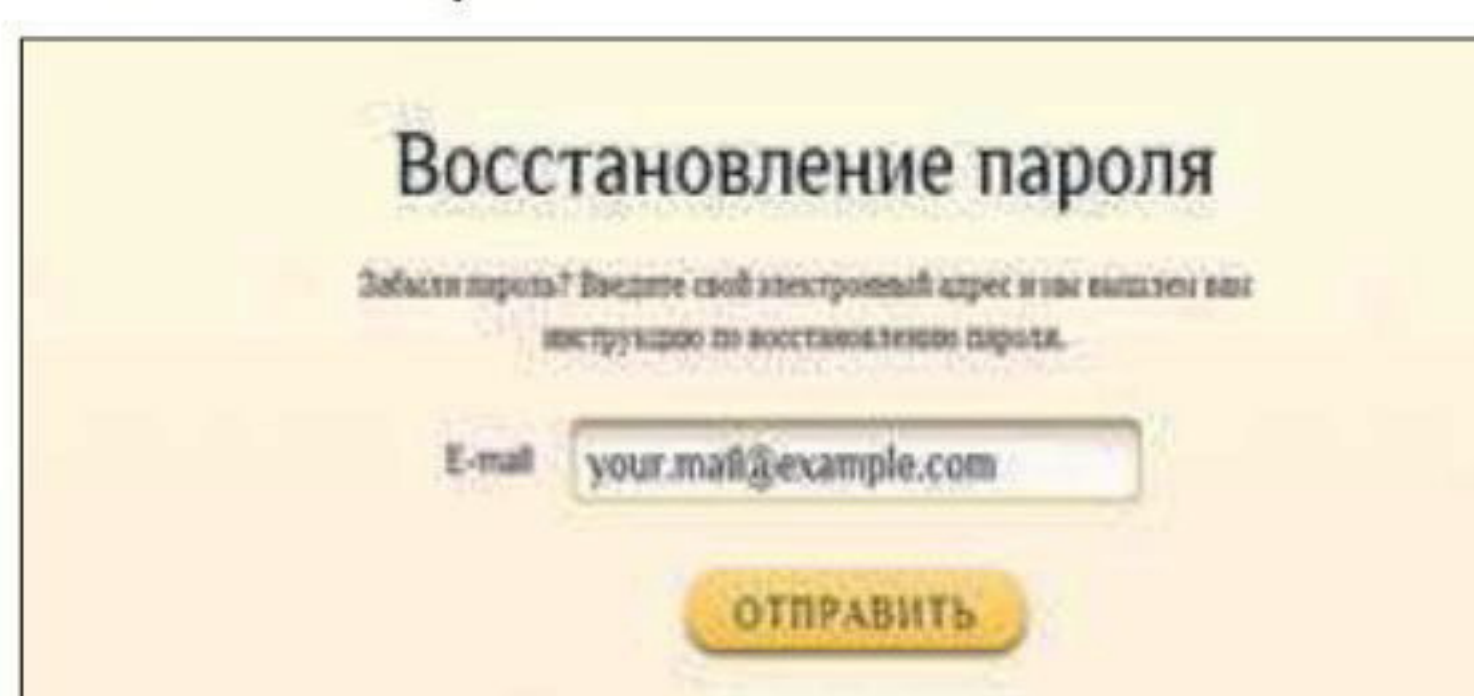 Восстановление пароля
Забыли пароль? Введите свой электронный адрес и мы вышлем вам
инструкцию по восстановлению пароля.
E-mail
your.mail@example.com
ОТПРАВИТЬ